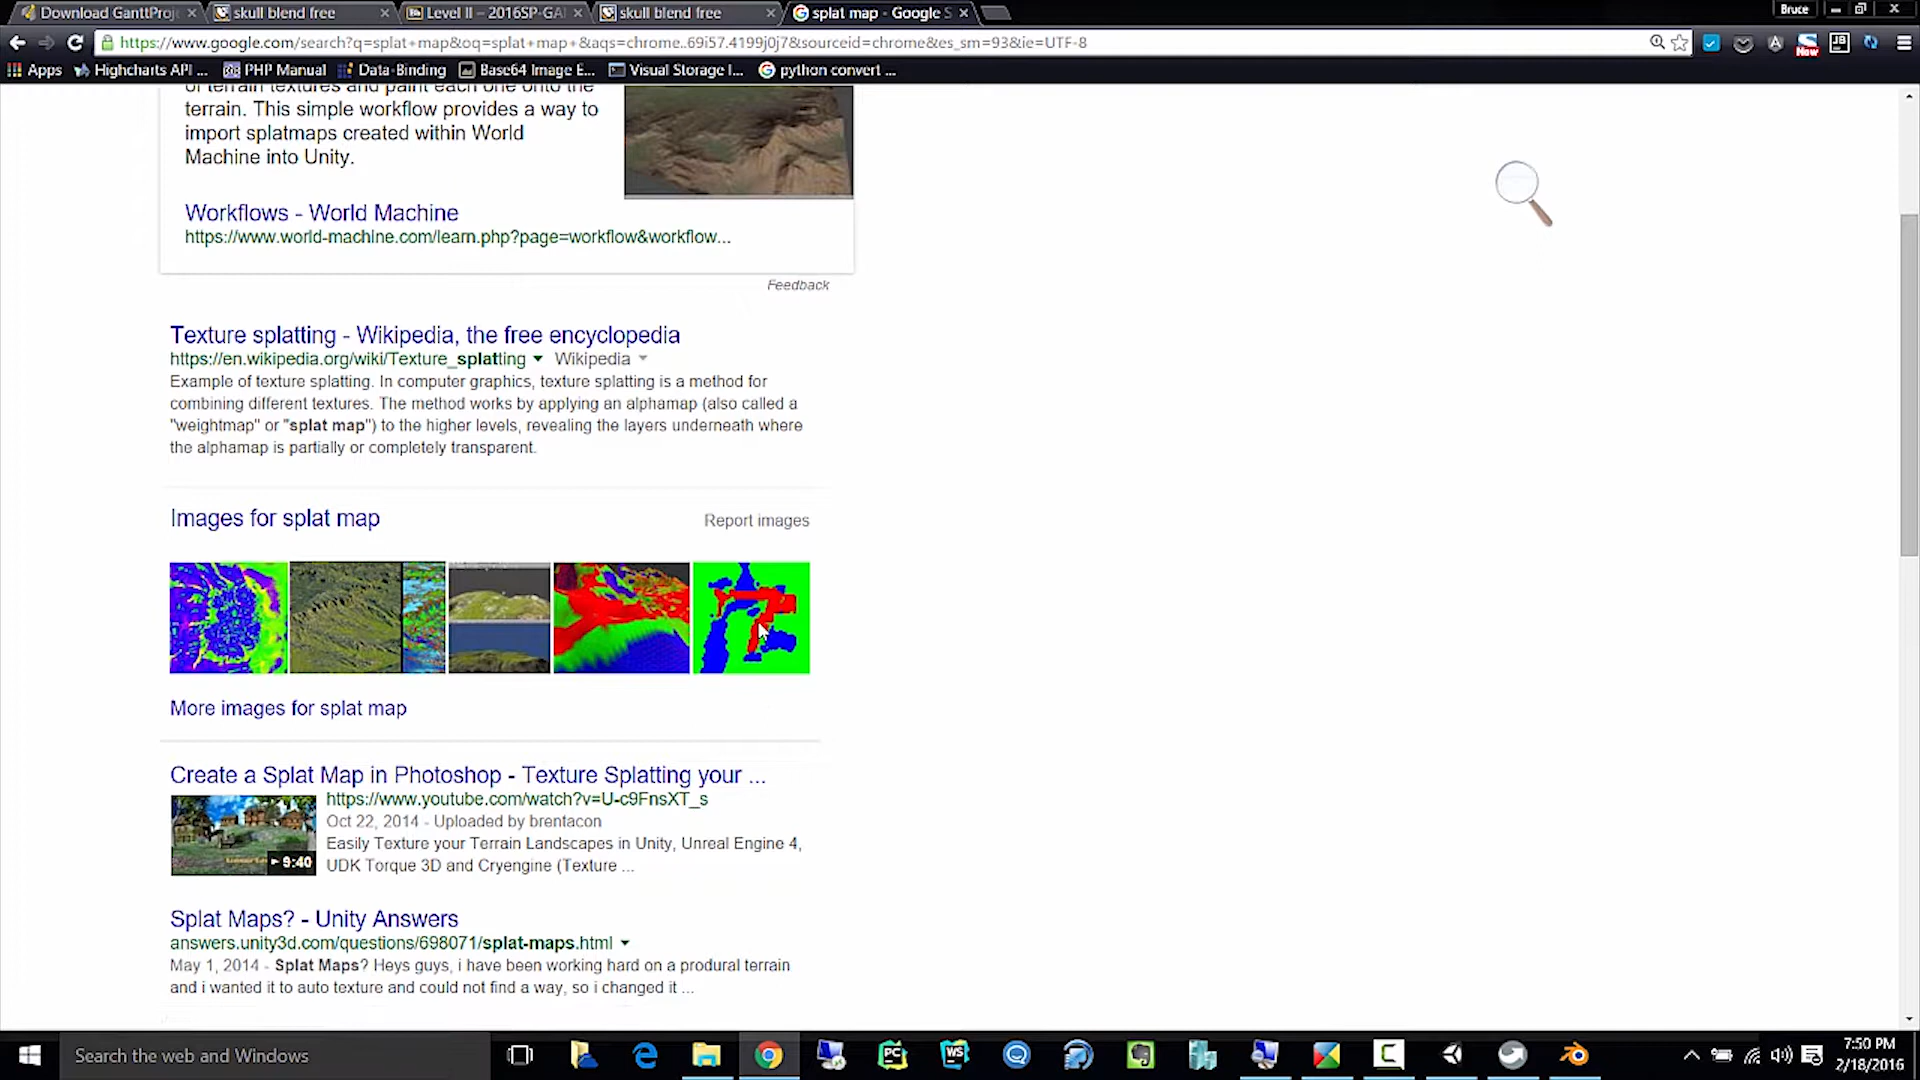 Download GanttProj
skull blend free
Level II – 2016SP-GA
skull blend free
splat map - Google S
Bruce
https://www.google.com/search?q=splat+map&oq=splat+map+&aqs=chrome..69i57.4199j0j7&sourceid=chrome&es_sm=93&ie=UTF-8
Apps
Highcharts API ...
PHP Manual
Data-Binding
Base64 Image E...
Visual Storage I...
python convert ...
of terrain textures and paint each one onto the
terrain. This simple workflow provides a way to
import splatmaps created within World
Machine into Unity.
Workflows - World Machine
https://www.world-machine.com/learn.php?page=workflow&workflow...
Feedback
Texture splatting - Wikipedia, the free encyclopedia
https://en.wikipedia.org/wiki/Texture_splatting Wikipedia
Example of texture splatting. In computer graphics, texture splatting is a method for
combining different textures. The method works by applying an alphamap (also called a
"weightmap" or "splat map") to the higher levels, revealing the layers underneath where
the alphamap is partially or completely transparent.
Images for splat map
Report images
More images for splat map
Create a Splat Map in Photoshop - Texture Splatting your ...
https://www.youtube.com/watch?v=U-c9FnsXT_s
Oct 22, 2014 - Uploaded by brentacon
Easily Texture your Terrain Landscapes in Unity, Unreal Engine 4,
UDK Torque 3D and Cryengine (Texture ...
9:40
Splat Maps? - Unity Answers
answers.unity3d.com/questions/698071/splat-maps.html
May 1, 2014 - Splat Maps? Heys guys, i have been working hard on a produral terrain
and i wanted it to auto texture and could not find a way, so i changed it ...
Search the web and Windows
PC
WS
C
7:50 PM
2/18/2016